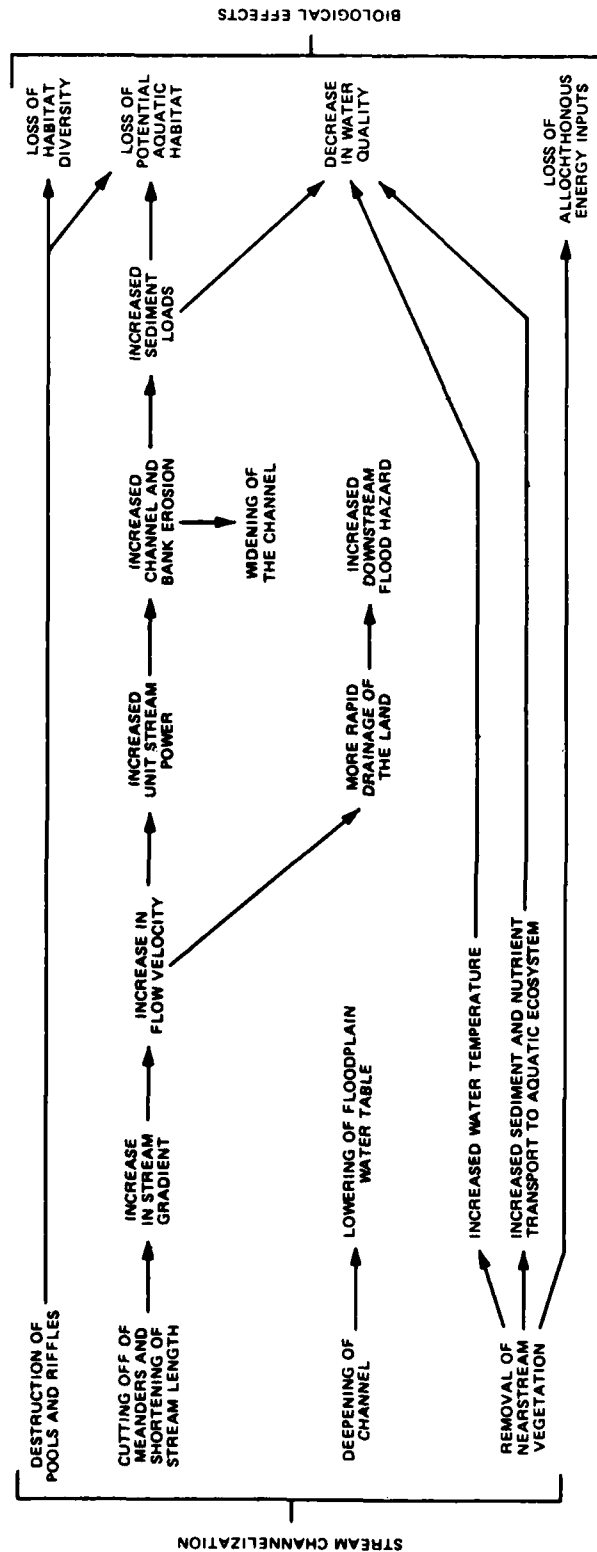 STREAM CHANNELIZATION
DESTRUCTION OF
POOLS AND RIFFLES
CUTTING OFF OF
MEANDERS AND
SHORTENING OF
STREAM LENGTH
DEEPENING OF
CHANNEL
REMOVAL OF
NEARSTREAM
VEGETATION
INCREASE
IN STREAM
GRADIENT
LOWERING OF FLOODPLAIN
WATER TABLE
INCREASED WATER TEMPERATURE
INCREASED SEDIMENT AND NUTRIENT
TRANSPORT TO AQUATIC ECOSYSTEM
INCREASE IN
FLOW VELOCITY
INCREASED
UNIT STREAM
POWER
MORE RAPID
DRAINAGE OF
THE LAND
INCREASED
CHANNEL AND
BANK EROSION
WIDENING OF
THE CHANNEL
INCREASED
DOWNSTREAM
FLOOD HAZARD
INCREASED
SEDIMENT
LOADS
LOSS OF
HABITAT
DIVERSITY
LOSS OF
POTENTIAL
AQUATIC
HABITAT
DECREASE
IN WATER
QUALITY
LOSS OF
ALLOCHTHONOUS
ENERGY INPUTS
BIOLOGICAL EFFECTS